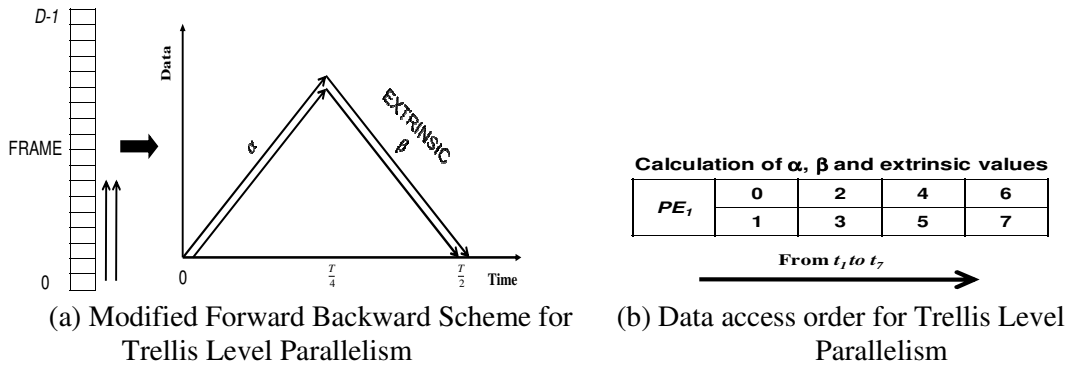 D-1
FRAME
0
Data
α
EXTRINSIC
β
0
T/4
T/2
Time
Calculation of α, β and extrinsic values
PE₁ 0 2 4 6
1 3 5 7
From t₁ to t₇
(a) Modified Forward Backward Scheme for
Trellis Level Parallelism
(b) Data access order for Trellis Level
Parallelism